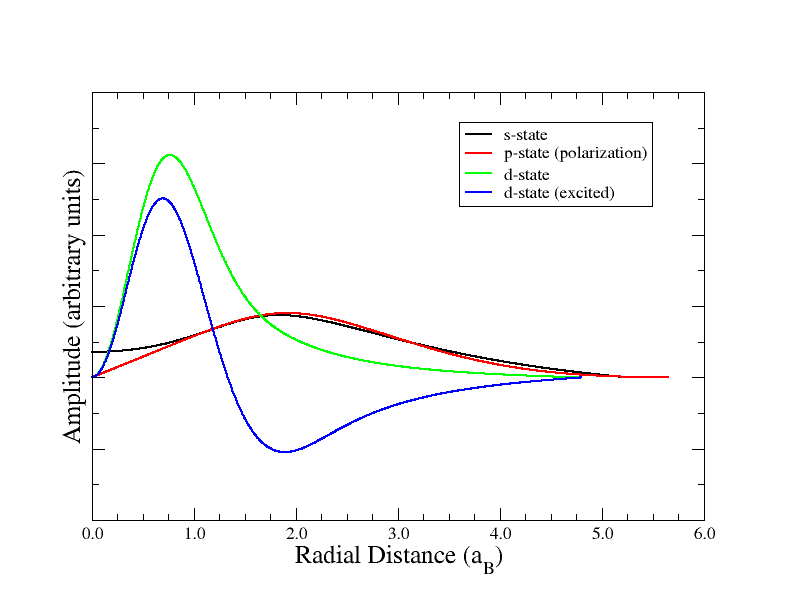 s-state
p-state (polarization)
d-state
d-state (excited)
Amplitude (arbitrary units)
0.0 1.0 2.0 3.0 4.0 5.0 6.0
Radial Distance (aB)